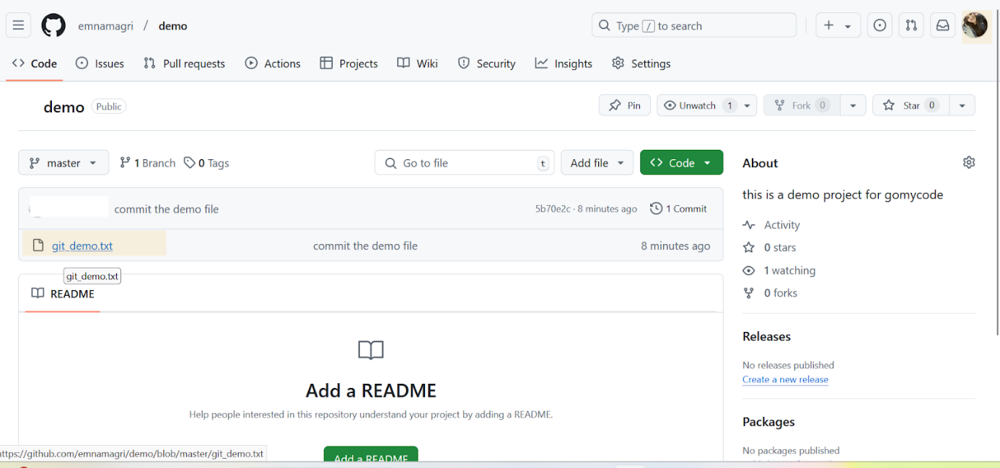 emnamagri / demo
Type / to search
Code Issues Pull requests Actions Projects Wiki Security Insights Settings
demo Public
Pin Unwatch 1 Fork 0 Star 0
master 1 Branch 0 Tags Go to file t Add file Code
About
this is a demo project for gomycode
commit the demo file 5b70e2c · 8 minutes ago 1 Commit
git_demo.txt commit the demo file 8 minutes ago
git_demo.txt
README
Add a README
Help people interested in this repository understand your project by adding a README.
Add a README
Activity
0 stars
1 watching
0 forks
Releases
No releases published
Create a new release
Packages
No packages published
https://github.com/emnamagri/demo/blob/master/git_demo.txt